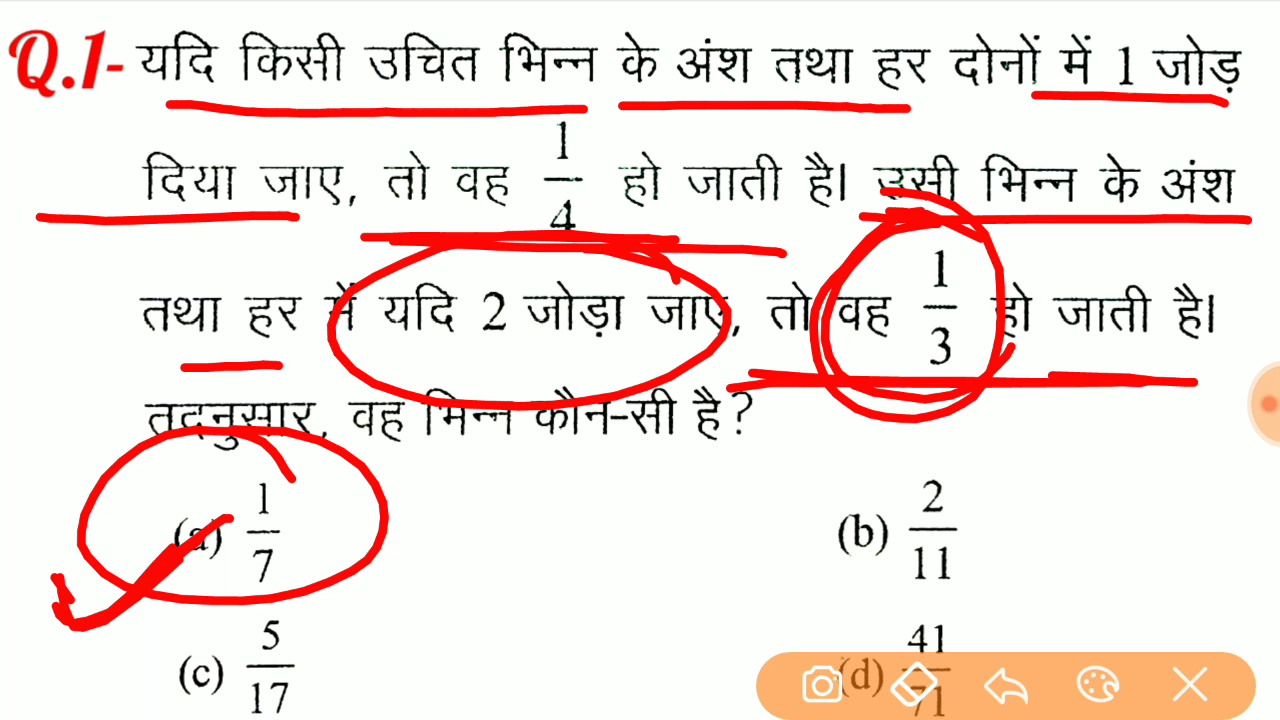 Q.1- यदि किसी उचित भिन्न के अंश तथा हर दोनों में 1 जोड़
दिया जाए, तो वह 1/4 हो जाती है। उसी भिन्न के अंश
तथा हर में यदि 2 जोड़ा जाए, तो वह 1/3 हो जाती है।
तदनुसार, वह भिन्न कौन-सी है?
(a) 1/7 (b) 2/11
(c) 5/17 (d) 41/71